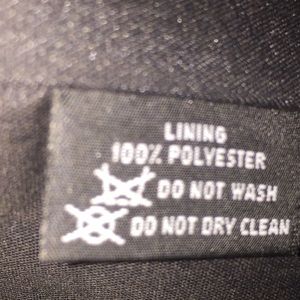 LINING
100% POLYESTER
DO NOT WASH
DO NOT DRY CLEAN